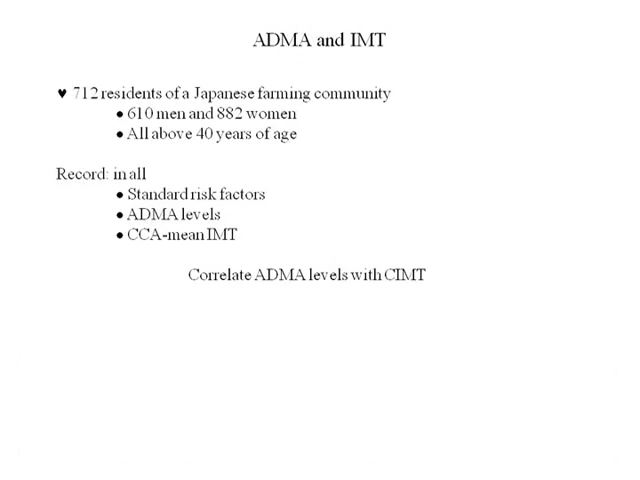 ADMA and IMT
♥ 712 residents of a Japanese farming community
• 610 men and 882 women
• All above 40 years of age
Record: in all
• Standard risk factors
• ADMA levels
• CCA-mean IMT
Correlate ADMA levels with CIMT